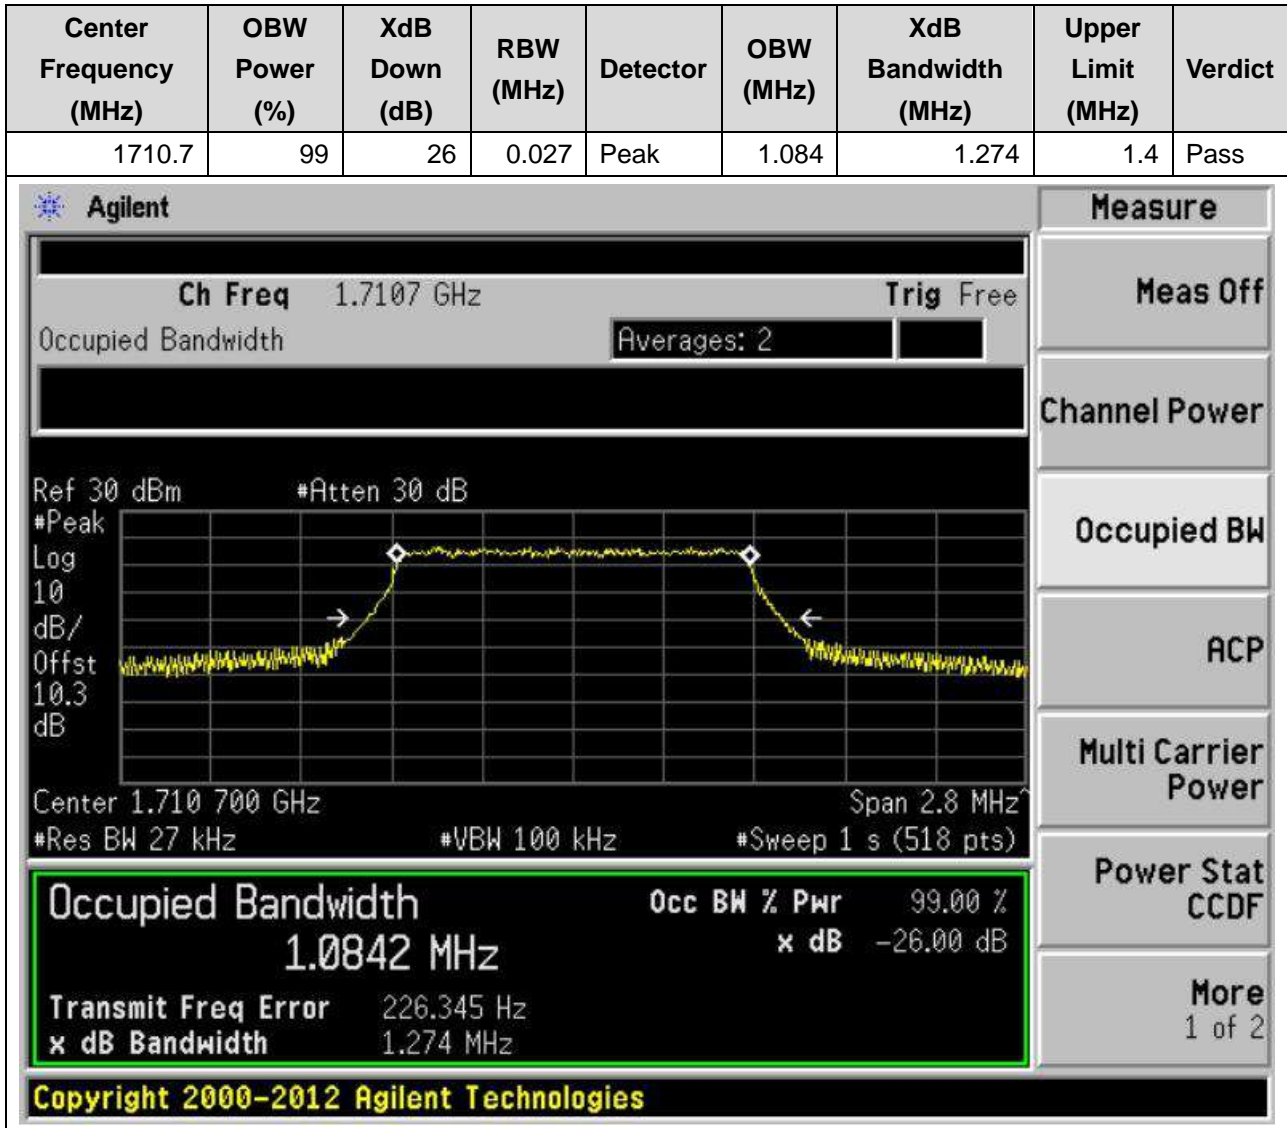 Center Frequency (MHz) OBW Power (%) XdB Down (dB) RBW (MHz) Detector OBW (MHz) XdB Bandwidth (MHz) Upper Limit (MHz) Verdict
1710.7 99 26 0.027 Peak 1.084 1.274 1.4 Pass
Agilent
Ch Freq 1.7107 GHz Trig Free
Occupied Bandwidth Averages: 2
Ref 30 dBm #Atten 30 dB
#Peak
Log
10
dB/
Offst
10.3
dB
Center 1.710 700 GHz Span 2.8 MHz^
#Res BW 27 kHz #VBW 100 kHz #Sweep 1 s (518 pts)
Occupied Bandwidth Occ BW % Pwr 99.00 %
1.0842 MHz x dB -26.00 dB
Transmit Freq Error 226.345 Hz
x dB Bandwidth 1.274 MHz
Copyright 2000-2012 Agilent Technologies
Measure
Meas Off
Channel Power
Occupied BW
ACP
Multi Carrier
Power
Power Stat
CCDF
More
1 of 2